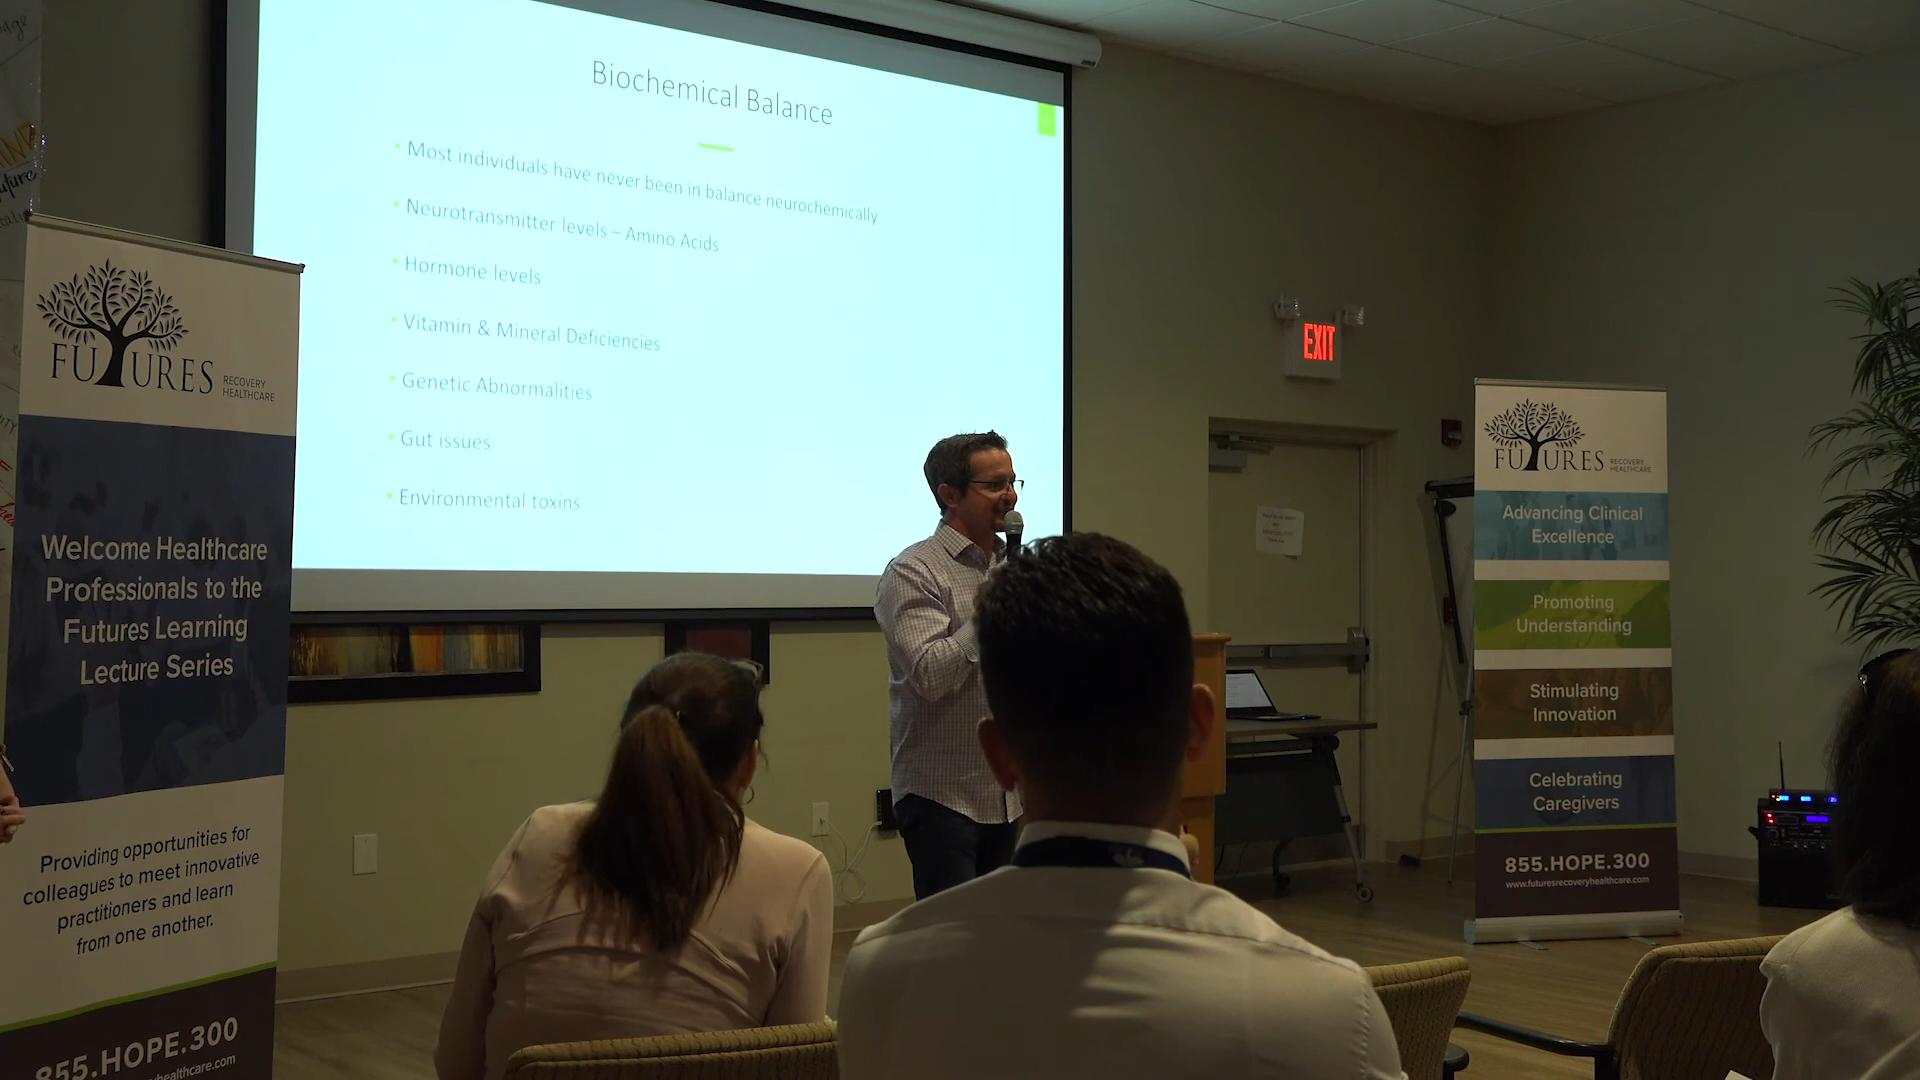 Biochemical Balance
Most individuals have never been in balance neurochemically
Neurotransmitter levels – Amino Acids
Hormone levels
Vitamin & Mineral Deficiencies
Genetic Abnormalities
Gut issues
Environmental toxins
FUTURES
RECOVERY
HEALTHCARE
Welcome Healthcare
Professionals to the
Futures Learning
Lecture Series
Providing opportunities for
colleagues to meet innovative
practitioners and learn
from one another.
855.HOPE.300
EXIT
FUTURES
RECOVERY
HEALTHCARE
Advancing Clinical
Excellence
Promoting
Understanding
Stimulating
Innovation
Celebrating
Caregivers
855.HOPE.300
www.futuresrecoveryhealthcare.com